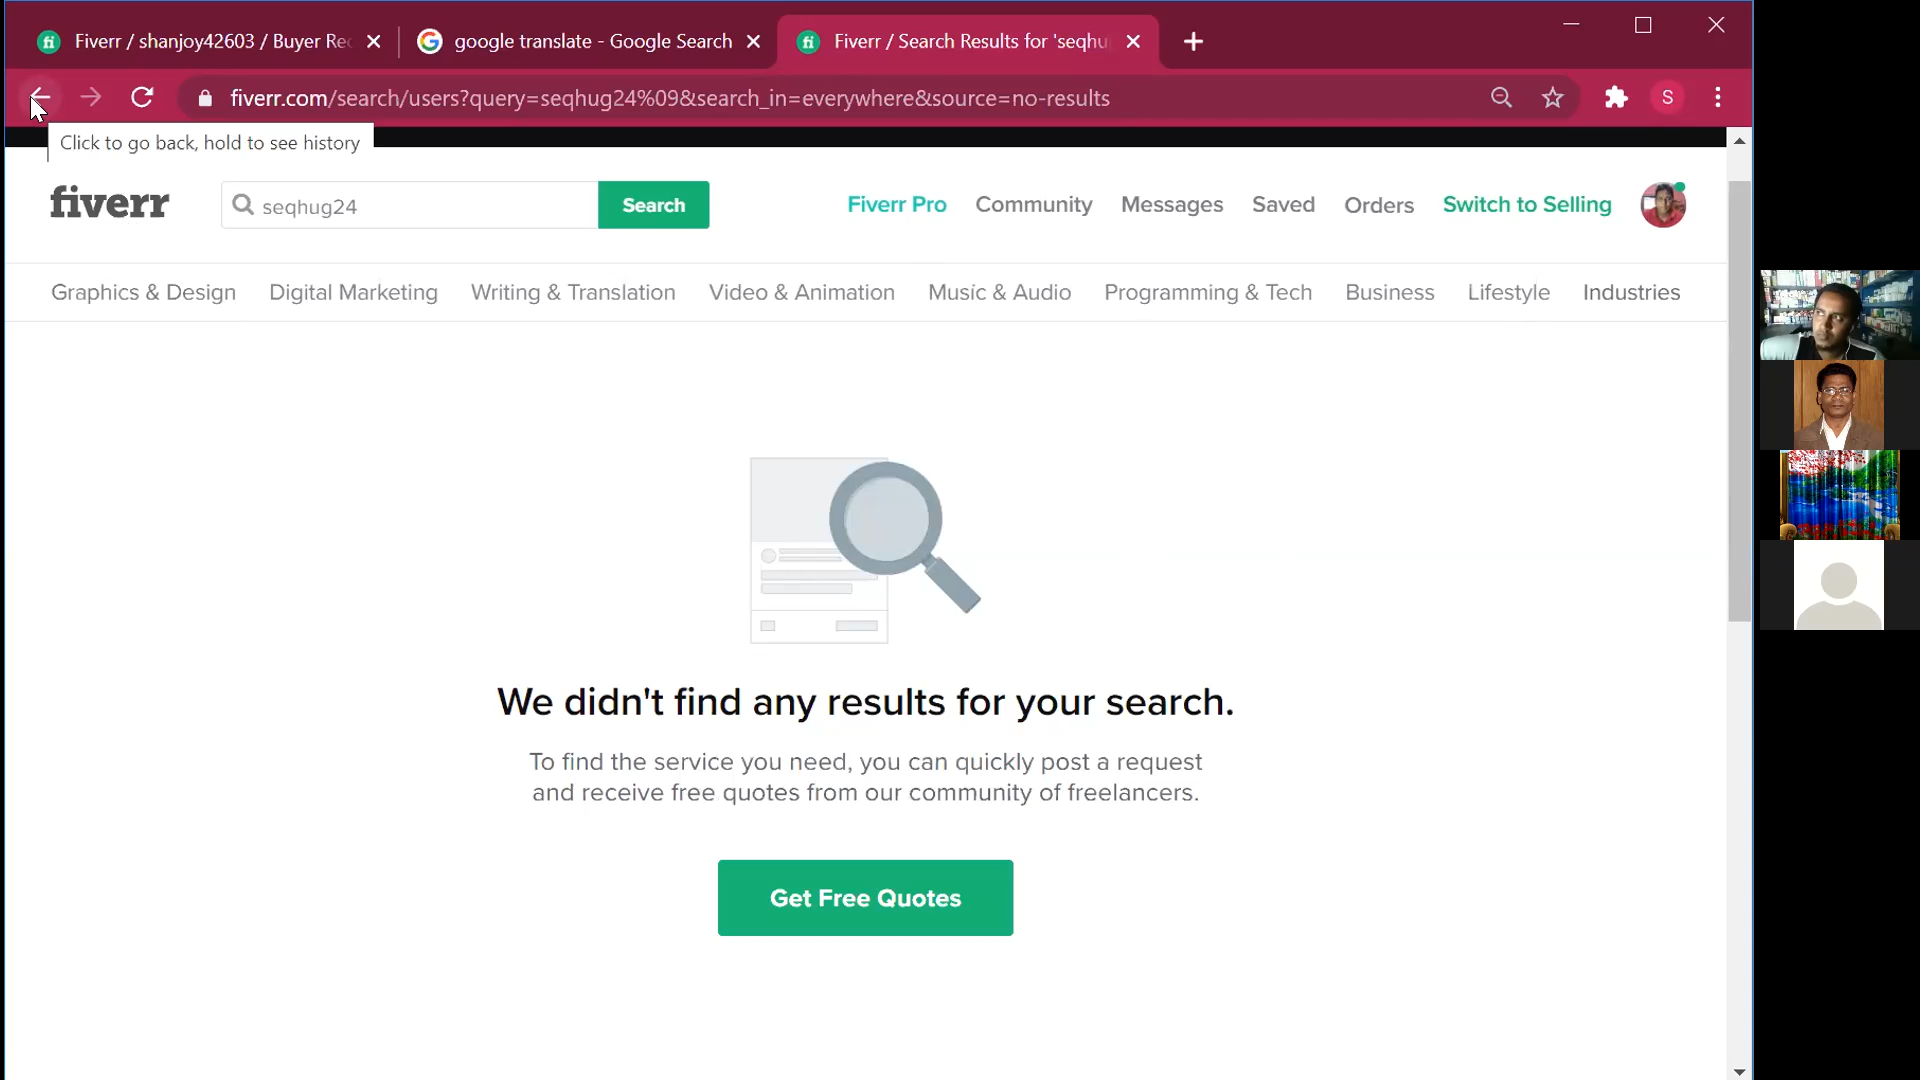 Fiverr / shanjoy42603 / Buyer Re
google translate - Google Search
Fiverr / Search Results for 'seqhu
fiverr.com/search/users?query=seqhug24%09&search_in=everywhere&source=no-results
S
Click to go back, hold to see history
fiverr
seqhug24
Search
Fiverr Pro
Community
Messages
Saved
Orders
Switch to Selling
Graphics & Design
Digital Marketing
Writing & Translation
Video & Animation
Music & Audio
Programming & Tech
Business
Lifestyle
Industries
We didn't find any results for your search.
To find the service you need, you can quickly post a request
and receive free quotes from our community of freelancers.
Get Free Quotes